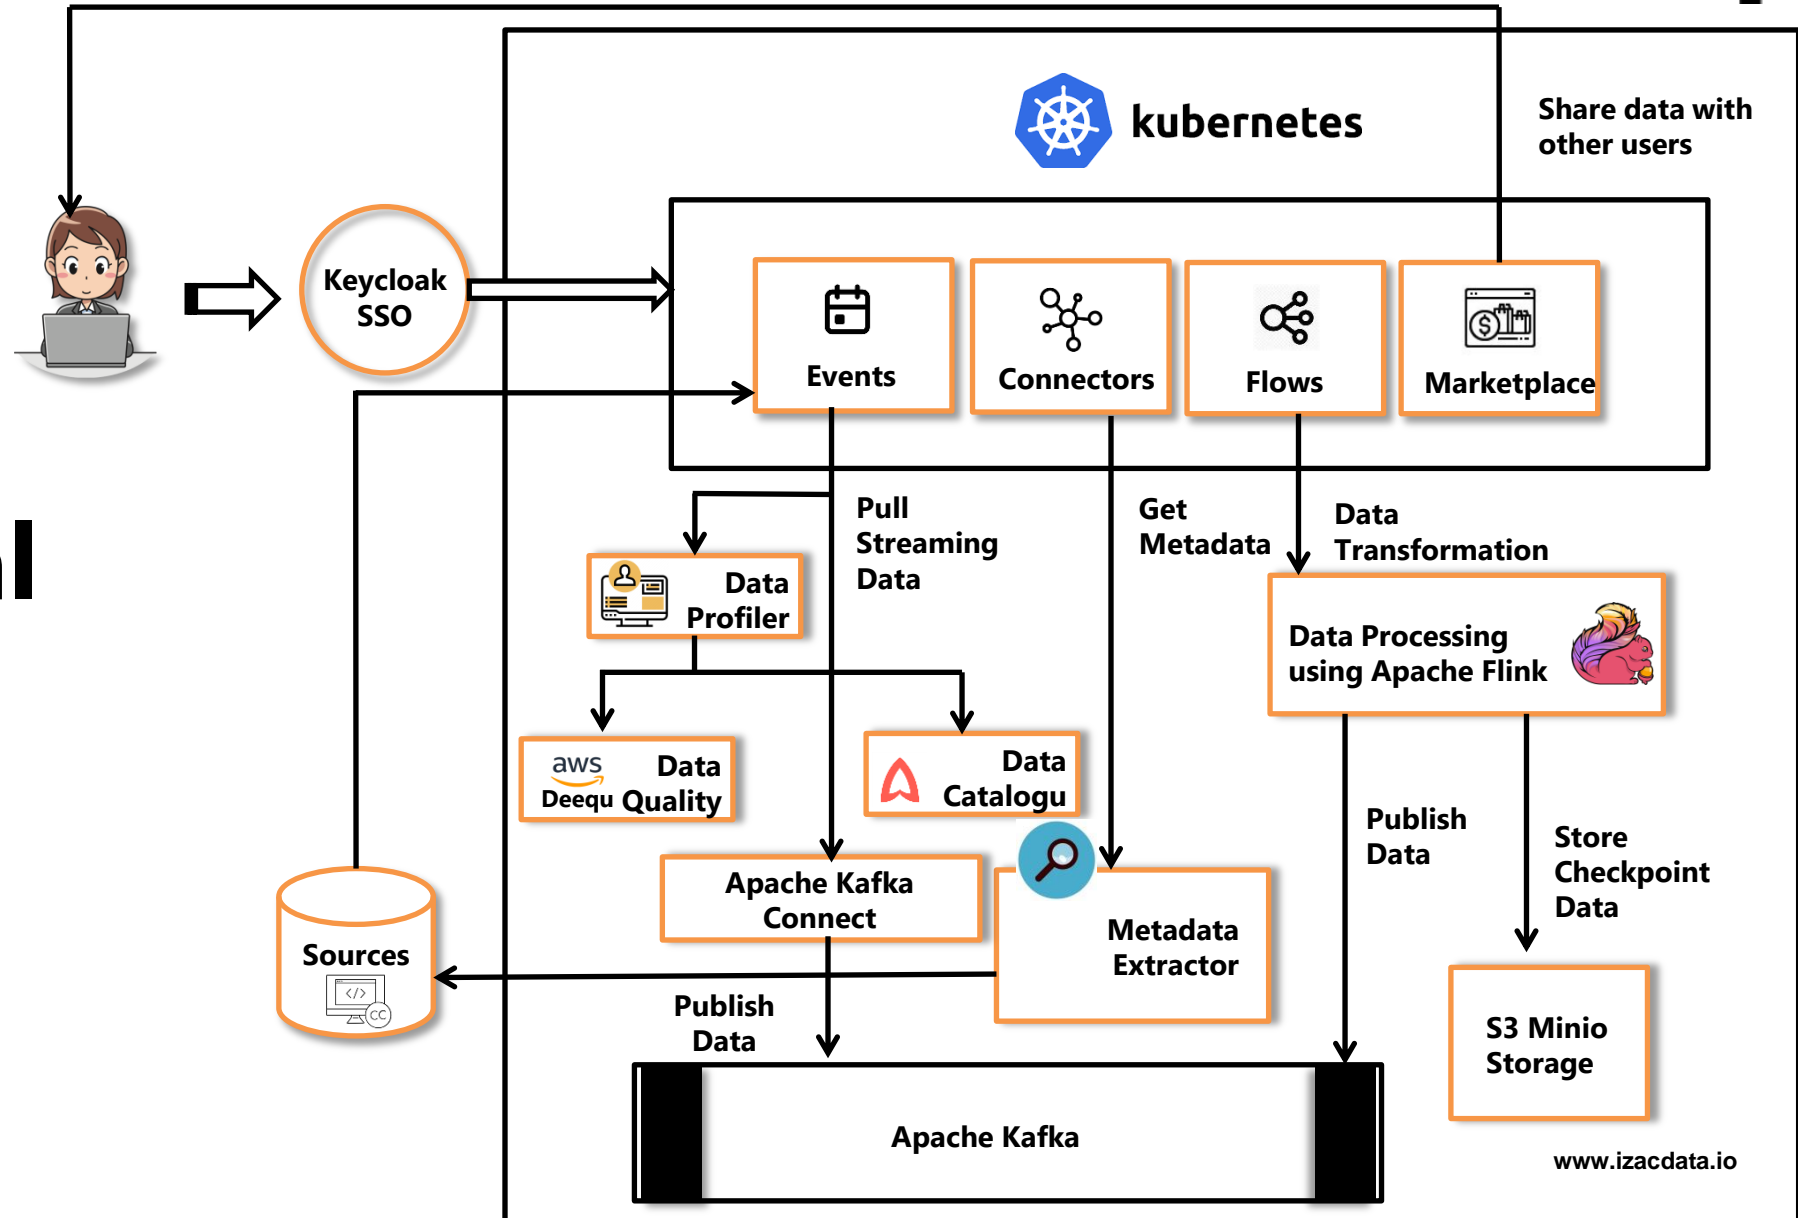 kubernetes
Share data with
other users
Keycloak
SSO
Events
Connectors
Flows
Marketplace
Pull
Streaming
Data
Get
Metadata
Data
Transformation
Data
Profiler
Data Processing
using Apache Flink
aws
Deequ
Data
Quality
Data
Catalogu
Publish
Data
Store
Checkpoint
Data
Apache Kafka
Connect
Metadata
Extractor
Sources
</>
CC
Publish
Data
S3 Minio
Storage
Apache Kafka
www.izacdata.io